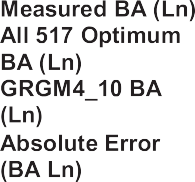 Measured BA (Ln)
All 517 Optimum
BA (Ln)
GRGM4_10 BA
(Ln)
Absolute Error
(BA Ln)